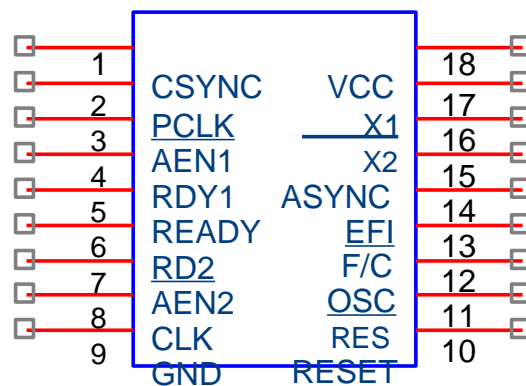 1 18
CSYNC VCC
2 17
PCLK X1
3 16
AEN1 X2
4 15
RDY1 ASYNC
5 14
READY EFI
6 13
RD2 F/C
7 12
AEN2 OSC
8 11
CLK RES
9 10
GND RESET